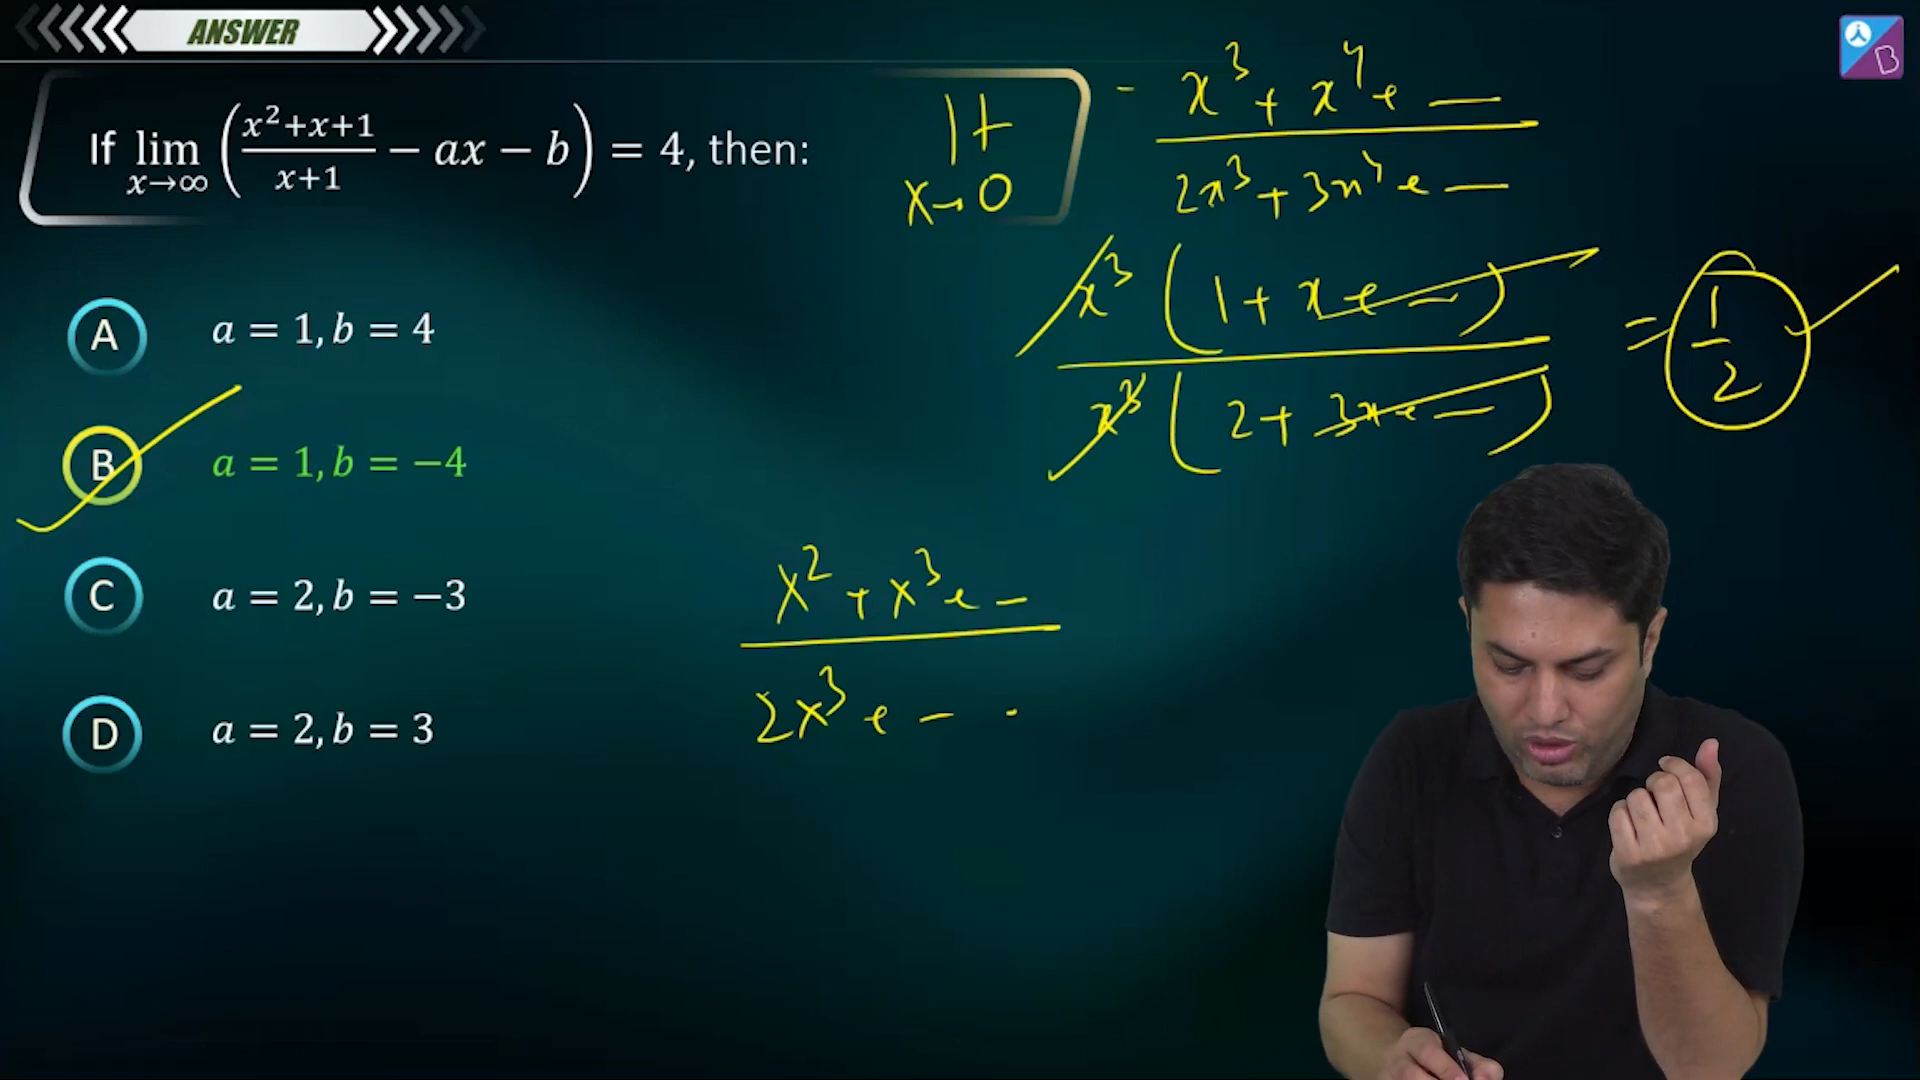 ANSWER
If lim x→∞ (x²+x+1 / x+1 − ax − b) = 4, then:
A a = 1, b = 4
B a = 1, b = −4
C a = 2, b = −3
D a = 2, b = 3
lt x→0
x³ + x⁴ + —
2x³ + 3x⁴ + —
x³ (1 + x + —)
x³ (2 + 3x + —)
= 1/2
x² + x³ + —
2x³ + — -
B